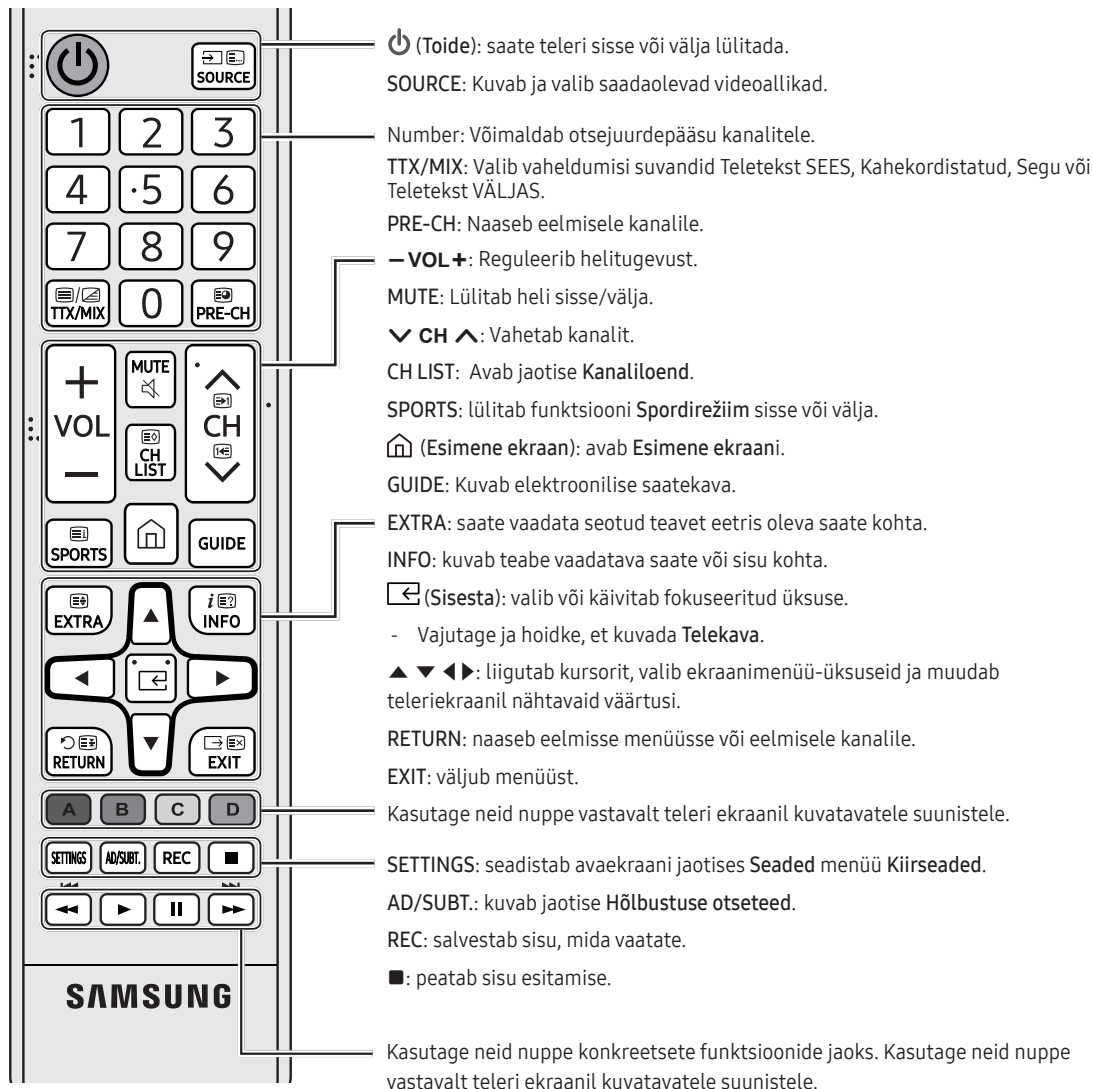 SOURCE
1 2 3
4 ·5 6
7 8 9
TTX/MIX 0 PRE-CH
MUTE
VOL
CH
CH
LIST
SPORTS
GUIDE
EXTRA
INFO
RETURN
EXIT
A B C D
SETTINGS AD/SUBT. REC
SAMSUNG
(Toide): saate teleri sisse või välja lülitada.
SOURCE: Kuvab ja valib saadaolevad videoallikad.
Number: Võimaldab otsejuurdepääsu kanalitele.
TTX/MIX: Valib vaheldumisi suvandid Teletekst SEES, Kahekordistatud, Segu või
Teletekst VÄLJAS.
PRE-CH: Naaseb eelmisele kanalile.
– VOL +: Reguleerib helitugevust.
MUTE: Lülitab heli sisse/välja.
CH : Vahetab kanalit.
CH LIST: Avab jaotise Kanaliloend.
SPORTS: lülitab funktsiooni Spordirežiim sisse või välja.
(Esimene ekraan): avab Esimene ekraani.
GUIDE: Kuvab elektroonilise saatekava.
EXTRA: saate vaadata seotud teavet eetris oleva saate kohta.
INFO: kuvab teabe vaadatava saate või sisu kohta.
(Sisesta): valib või käivitab fokuseeritud üksuse.
- Vajutage ja hoidke, et kuvada Telekava.
▲ ▼ ◀ ▶: liigutab kursorit, valib ekraanimenüü-üksuseid ja muudab
teleriekraanil nähtavaid väärtusi.
RETURN: naaseb eelmisse menüüsse või eelmisele kanalile.
EXIT: väljub menüüst.
Kasutage neid nuppe vastavalt teleri ekraanil kuvatavatele suunistele.
SETTINGS: seadistab avaekraani jaotises Seaded menüü Kiirseaded.
AD/SUBT.: kuvab jaotise Hõlbustuse otseteed.
REC: salvestab sisu, mida vaatate.
■: peatab sisu esitamise.
Kasutage neid nuppe konkreetsete funktsioonide jaoks. Kasutage neid nuppe
vastavalt teleri ekraanil kuvatavatele suunistele.